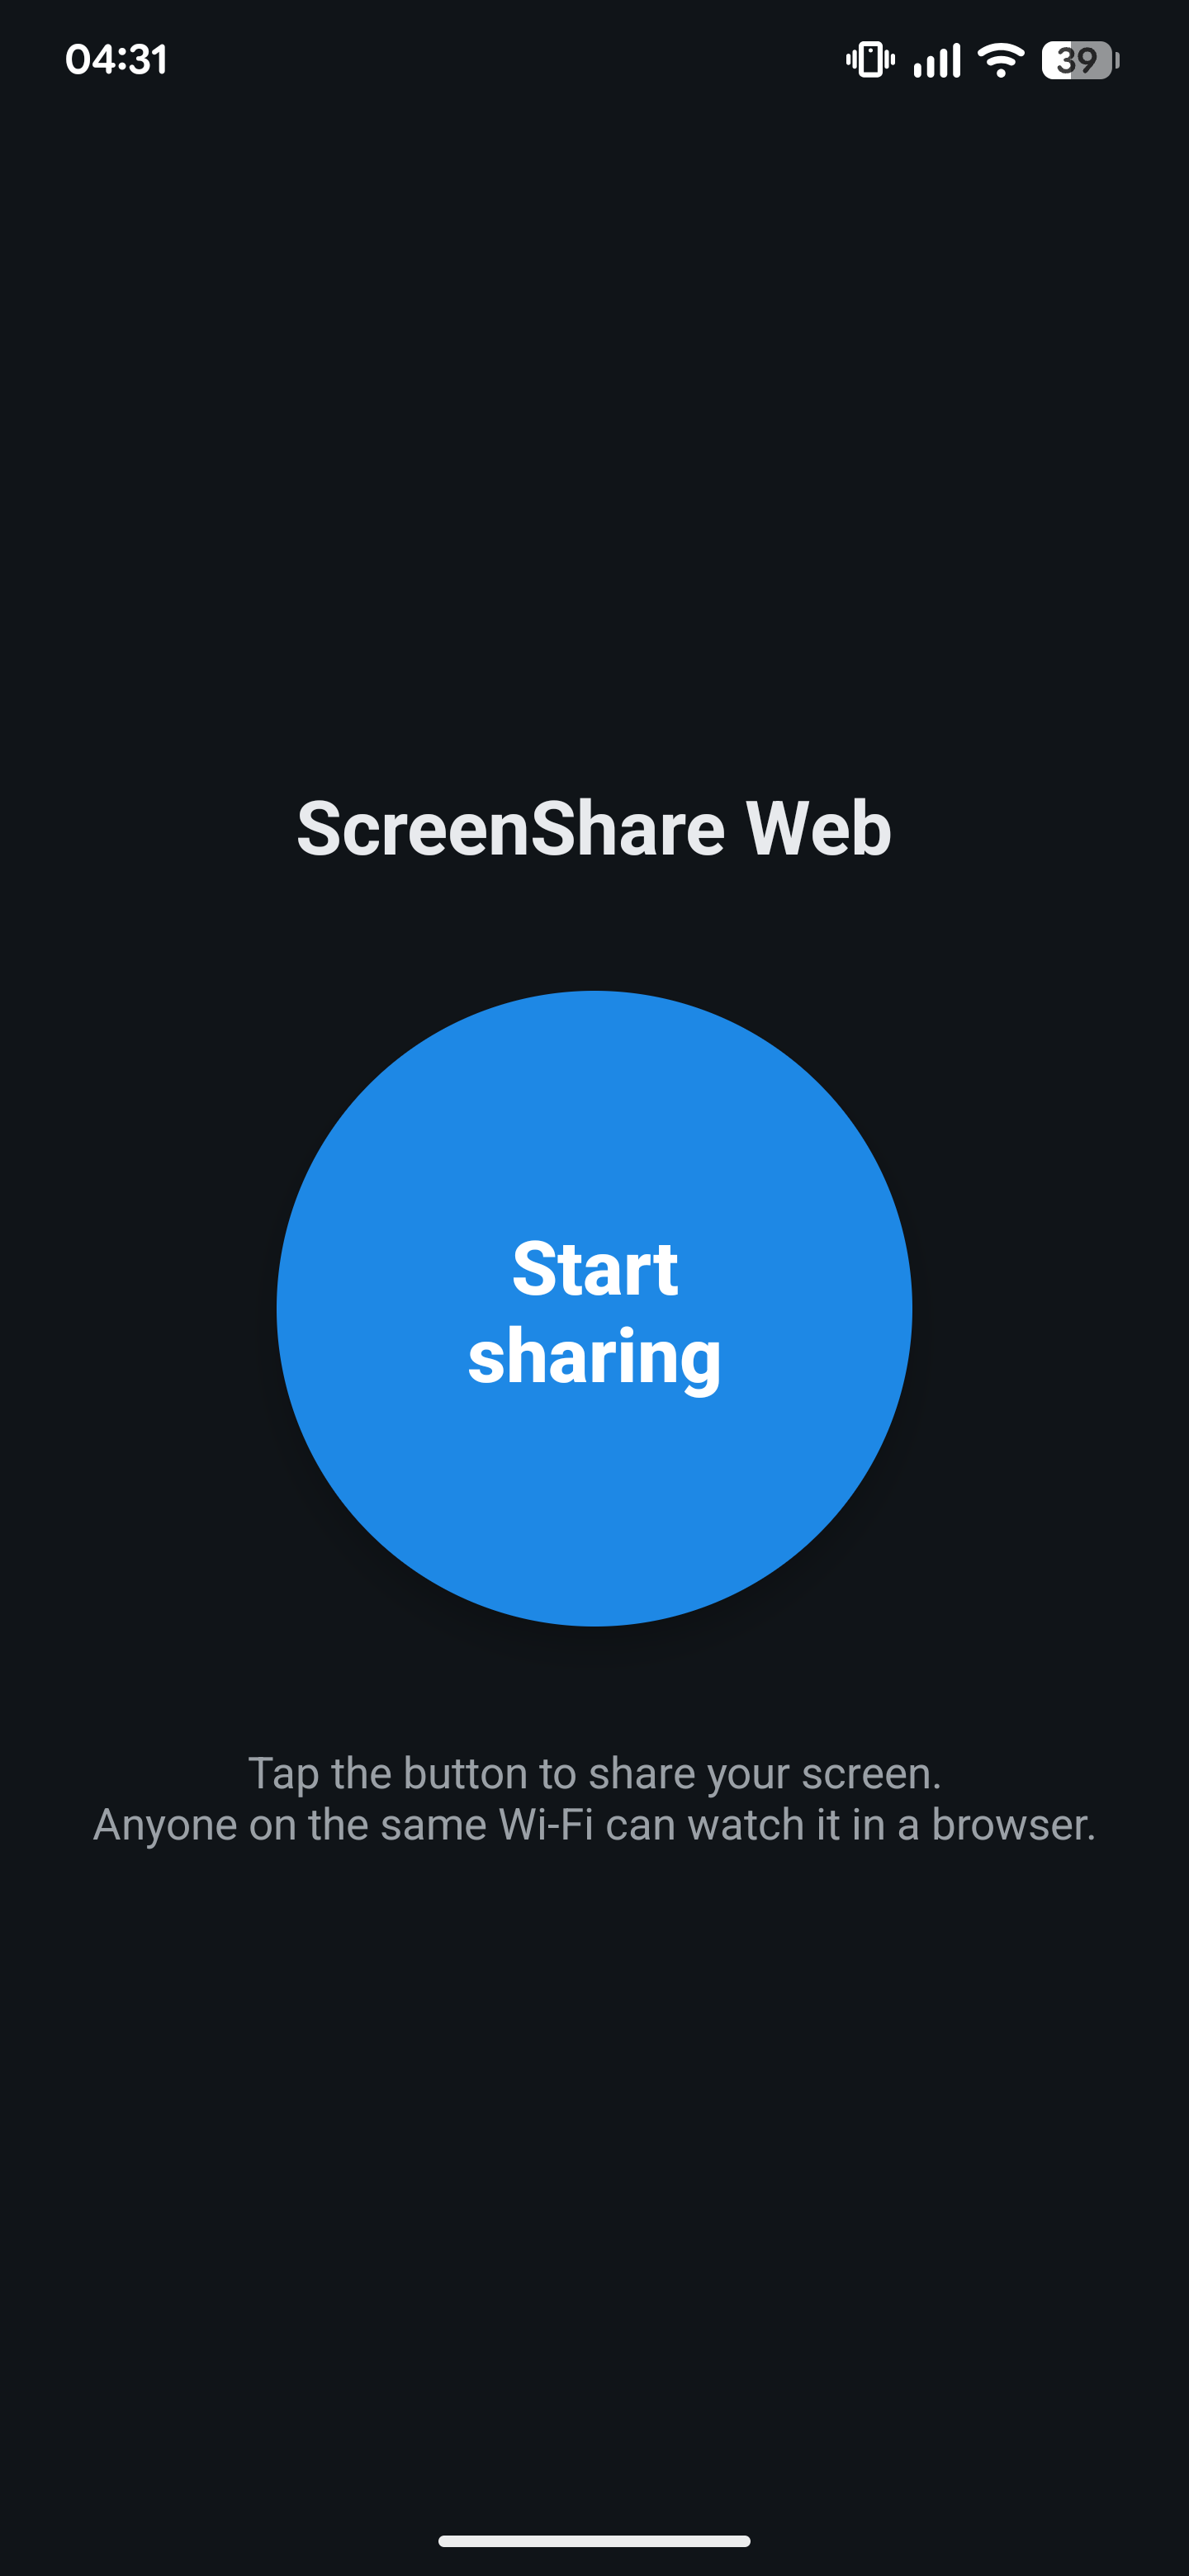 04:31
39
ScreenShare Web
Start
sharing
Tap the button to share your screen.
Anyone on the same Wi-Fi can watch it in a browser.